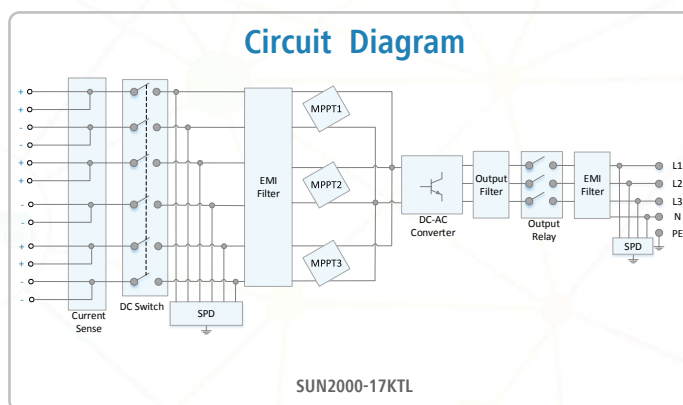 Circuit Diagram
+
+
-
-
+
+
-
-
+
+
-
-
Current
Sense
DC Switch
SPD
EMI
Filter
MPPT1
MPPT2
MPPT3
DC-AC
Converter
Output
Filter
Output
Relay
EMI
Filter
SPD
L1
L2
L3
N
PE
SUN2000-17KTL